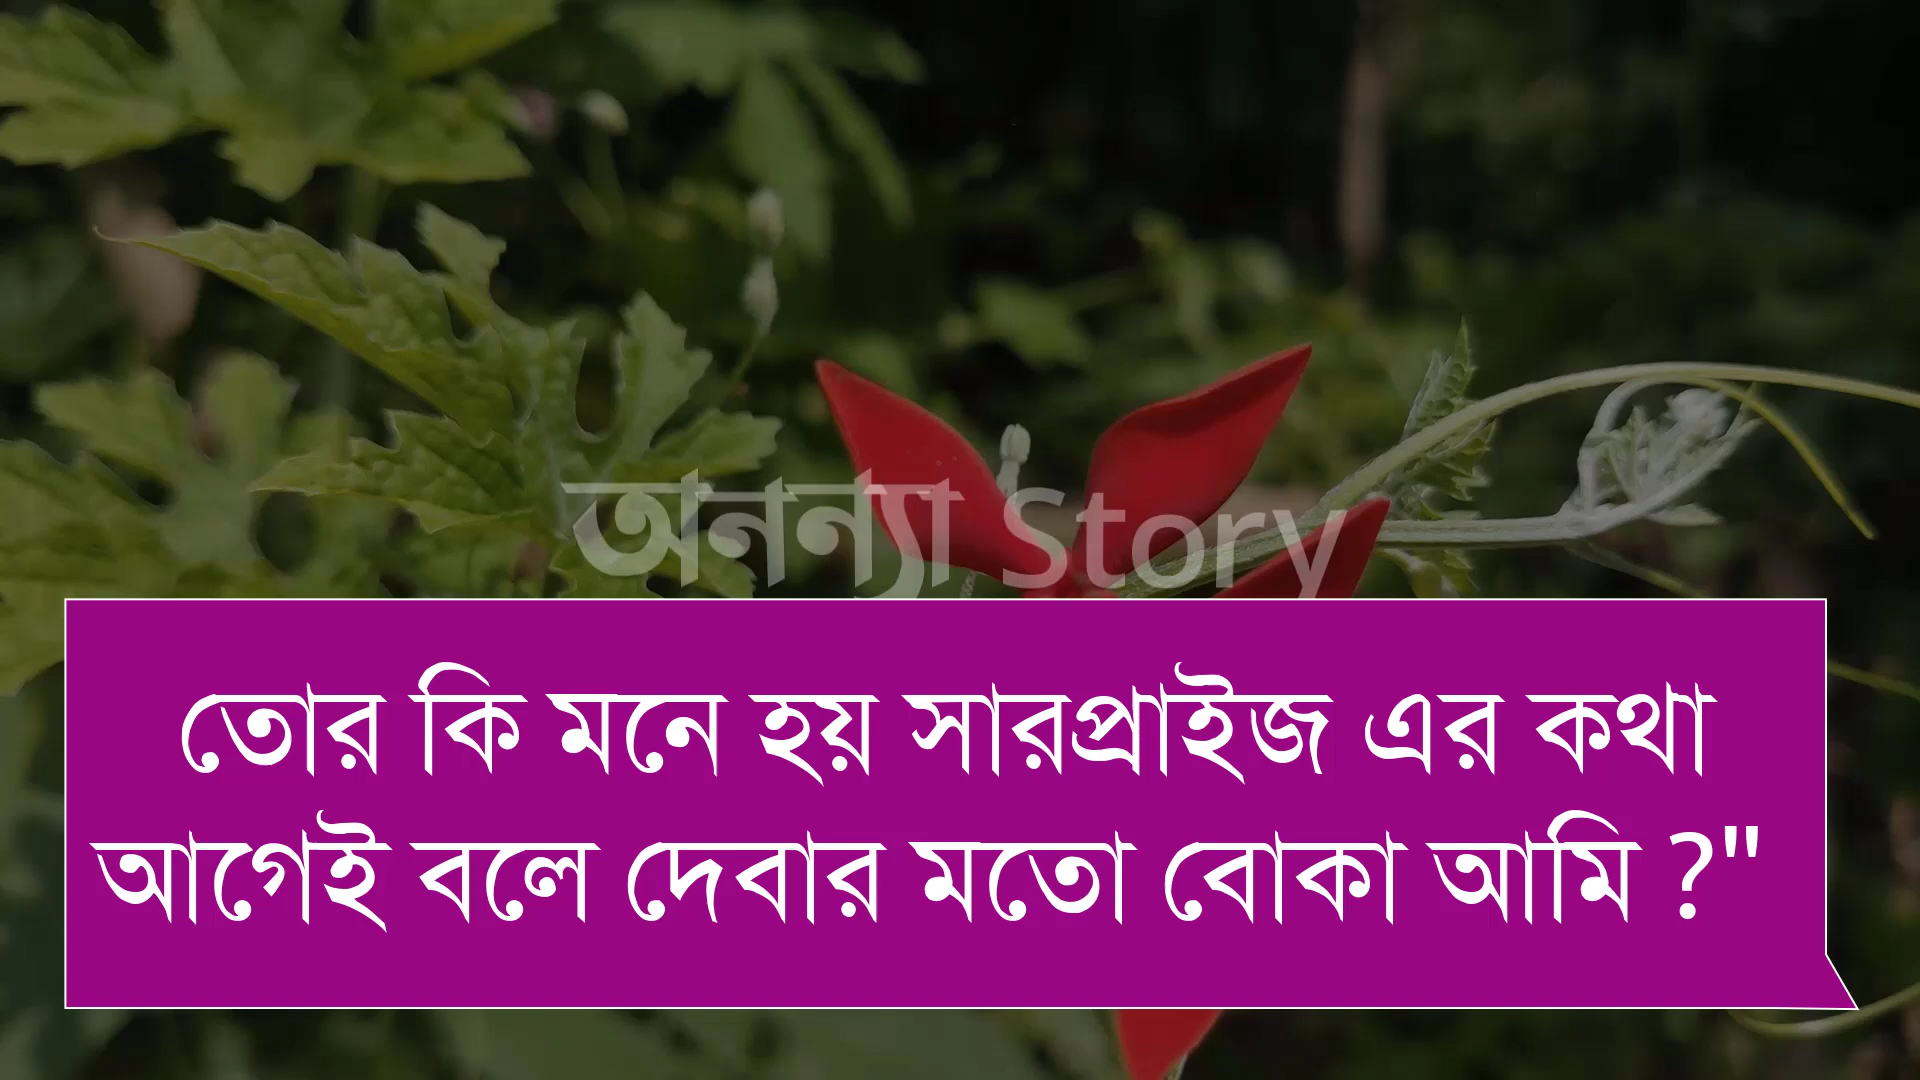 অনন্যা Story
তোর কি মনে হয় সারপ্রাইজ এর কথা
আগেই বলে দেবার মতো বোকা আমি ?"